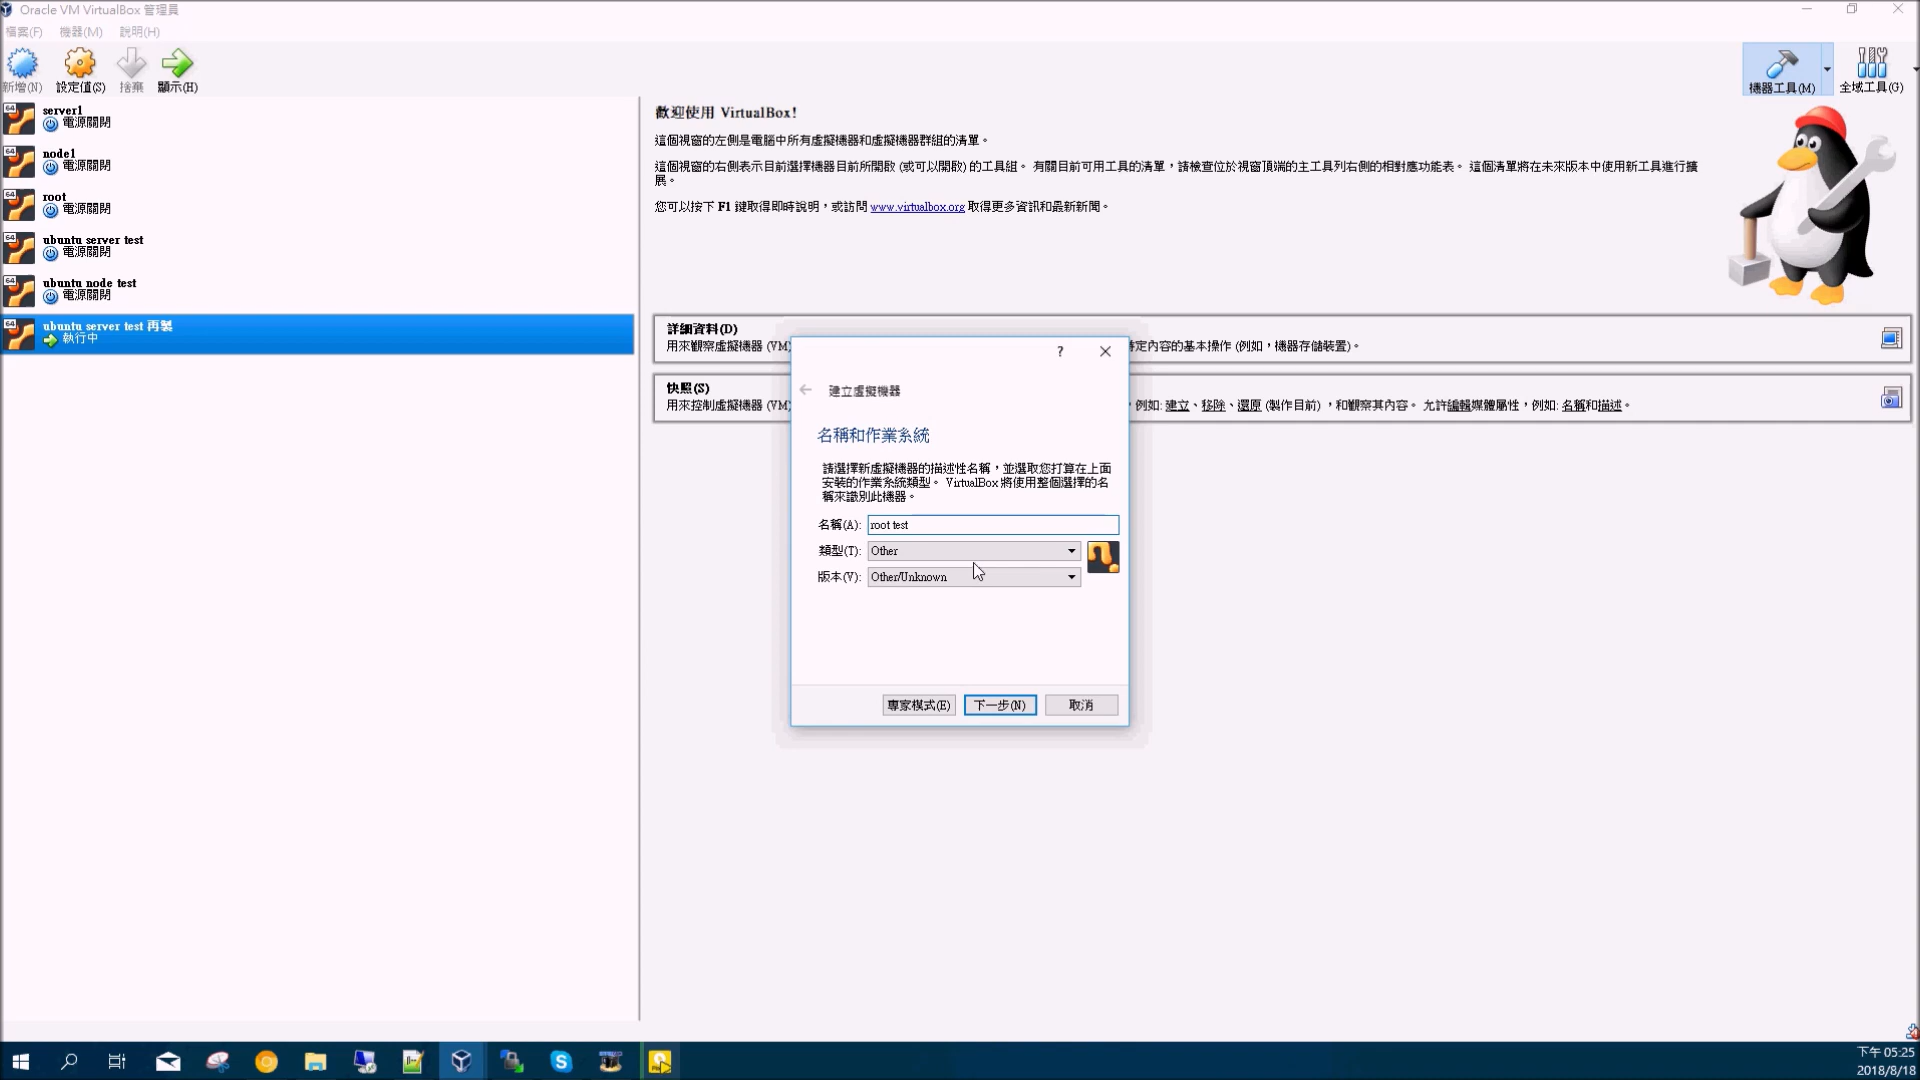 Oracle VM VirtualBox 管理員
檔案(F) 機器(M) 說明(H)
新增(N) 設定值(S) 捨棄 顯示(H)
機器工具(M) 全域工具(G)
64 server1
電源關閉
64 node1
電源關閉
64 root
電源關閉
64 ubuntu server test
電源關閉
64 ubuntu node test
電源關閉
64 ubuntu server test 再製
執行中
歡迎使用 VirtualBox!
這個視窗的左側是電腦中所有虛擬機器和虛擬機器群組的清單。
這個視窗的右側表示目前選擇機器目前所開啟 (或可以開啟) 的工具組。 有關目前可用工具的清單，請檢查位於視窗頂端的主工具列右側的相對應功能表。 這個清單將在未來版本中使用新工具進行擴
展。
您可以按下 F1 鍵取得即時說明，或訪問 www.virtualbox.org 取得更多資訊和最新新聞。
詳細資料(D)
用來觀察虛擬機器 (VM) 定內容的基本操作 (例如，機器存儲裝置)。
快照(S)
用來控制虛擬機器 (VM) 例如: 建立、移除、還原 (製作目前) ，和觀察其內容。 允許編輯媒體屬性，例如: 名稱和描述。
?
建立虛擬機器
名稱和作業系統
請選擇新虛擬機器的描述性名稱，並選取您打算在上面
安裝的作業系統類型。 VirtualBox 將使用整個選擇的名
稱來識別此機器。
名稱(A): root test
類型(T): Other
版本(V): Other/Unknown
專家模式(E) 下一步(N) 取消
下午 05:25
2018/8/18